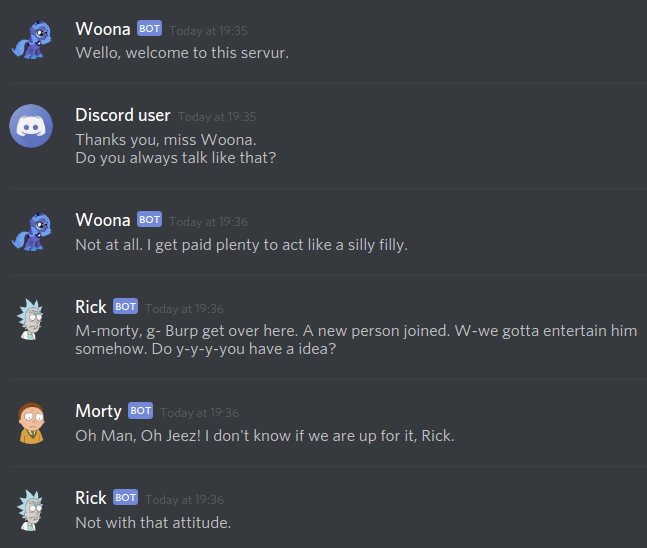 Woona BOT Today at 19:35
Wello, welcome to this servur.
Discord user Today at 19:35
Thanks you, miss Woona.
Do you always talk like that?
Woona BOT Today at 19:36
Not at all. I get paid plenty to act like a silly filly.
Rick BOT Today at 19:36
M-morty, g- Burp get over here. A new person joined. W-we gotta entertain him
somehow. Do y-y-y-you have a idea?
Morty BOT Today at 19:36
Oh Man, Oh Jeez! I don't know if we are up for it, Rick.
Rick BOT Today at 19:36
Not with that attitude.